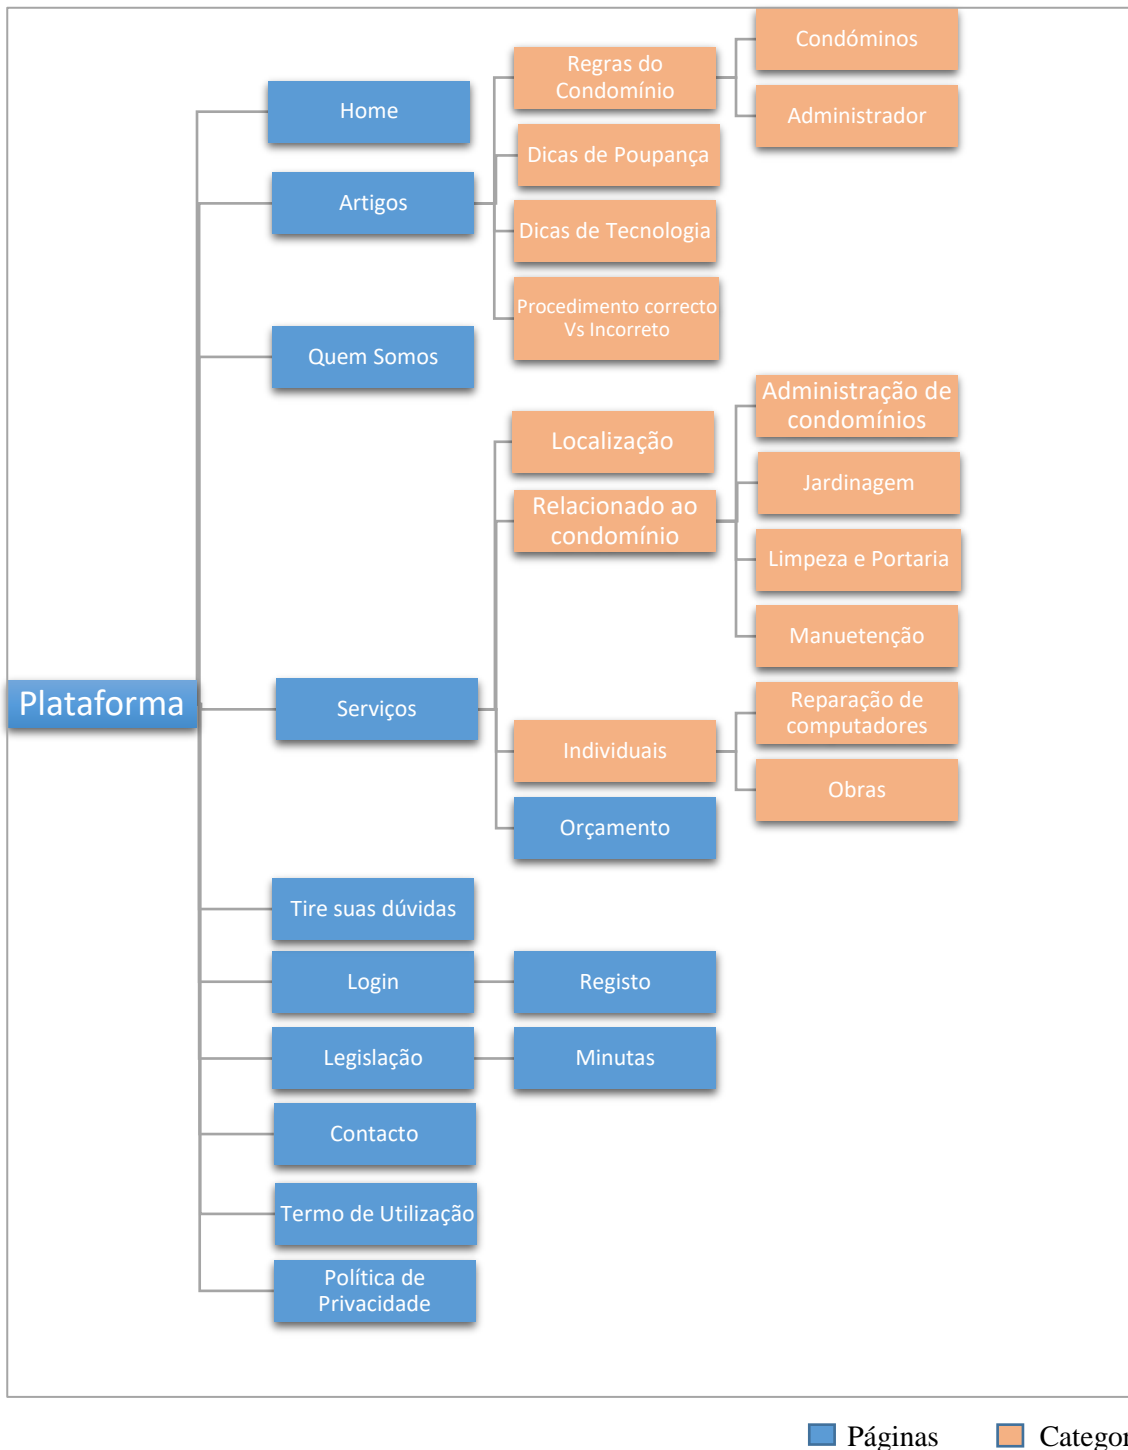 Plataforma
Home
Artigos
Regras do
Condomínio
Condóminos
Administrador
Dicas de Poupança
Dicas de Tecnologia
Procedimento correcto
Vs Incorreto
Quem Somos
Serviços
Localização
Relacionado ao
condomínio
Administração de
condomínios
Jardinagem
Limpeza e Portaria
Manuetenção
Individuais
Reparação de
computadores
Obras
Orçamento
Tire suas dúvidas
Login
Registo
Legislação
Minutas
Contacto
Termo de Utilização
Política de
Privacidade
Páginas
Categor